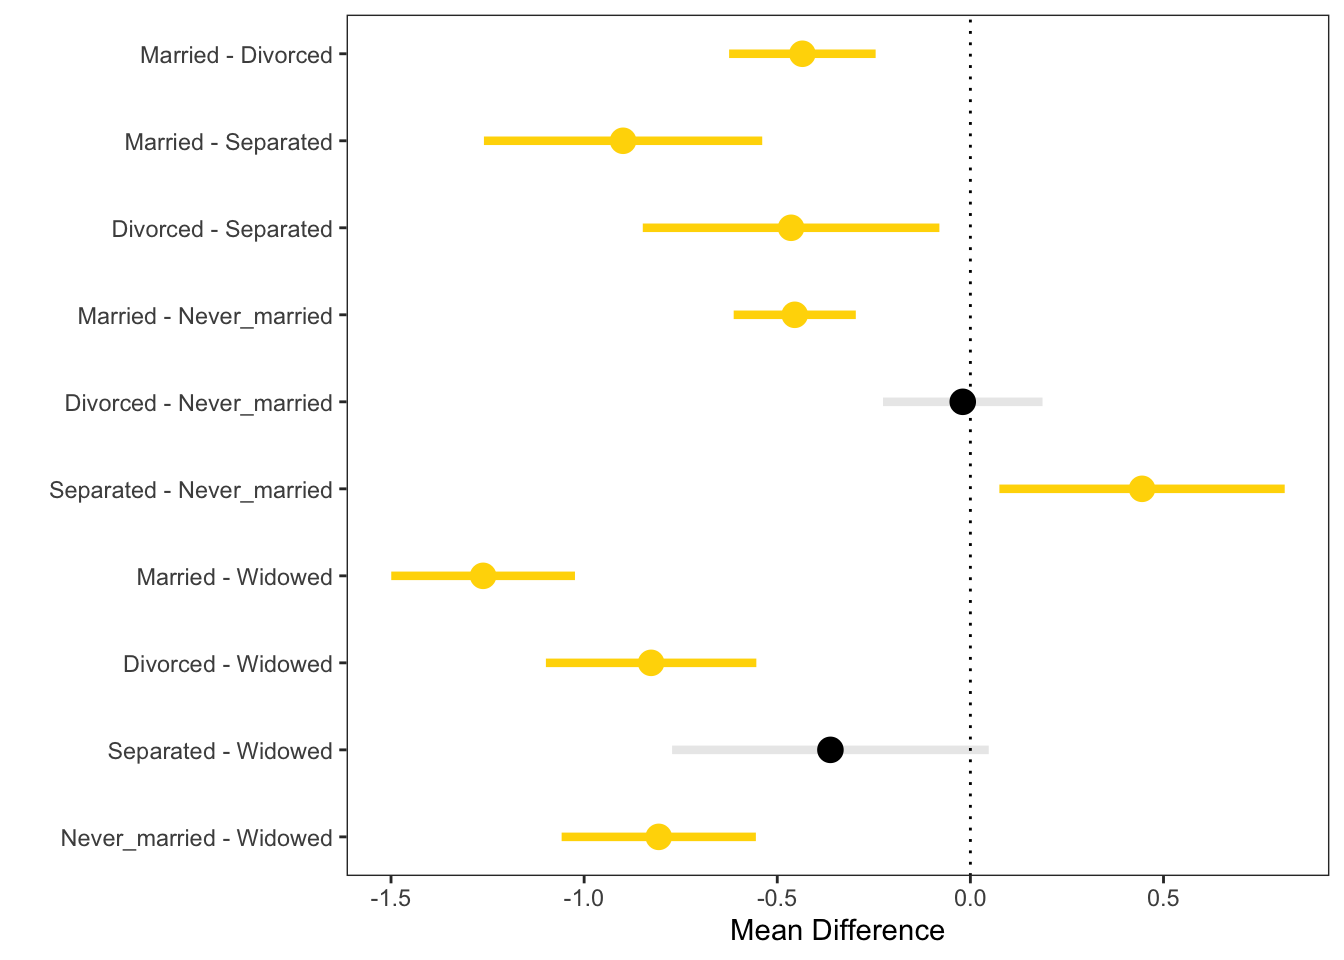 Married - Divorced
Married - Separated
Divorced - Separated
Married - Never_married
Divorced - Never_married
Separated - Never_married
Married - Widowed
Divorced - Widowed
Separated - Widowed
Never_married - Widowed
-1.5 -1.0 -0.5 0.0 0.5
Mean Difference